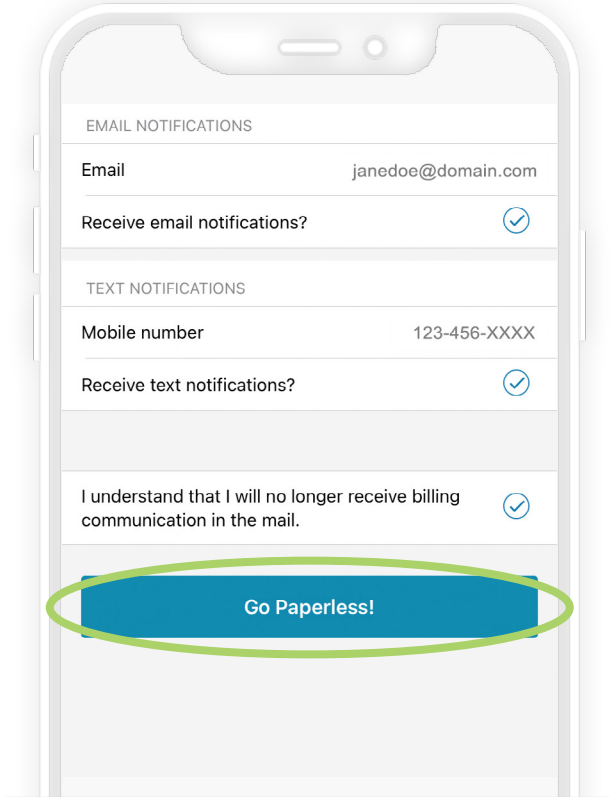 EMAIL NOTIFICATIONS
Email janedoe@domain.com
Receive email notifications?
TEXT NOTIFICATIONS
Mobile number 123-456-XXXX
Receive text notifications?
I understand that I will no longer receive billing
communication in the mail.
Go Paperless!